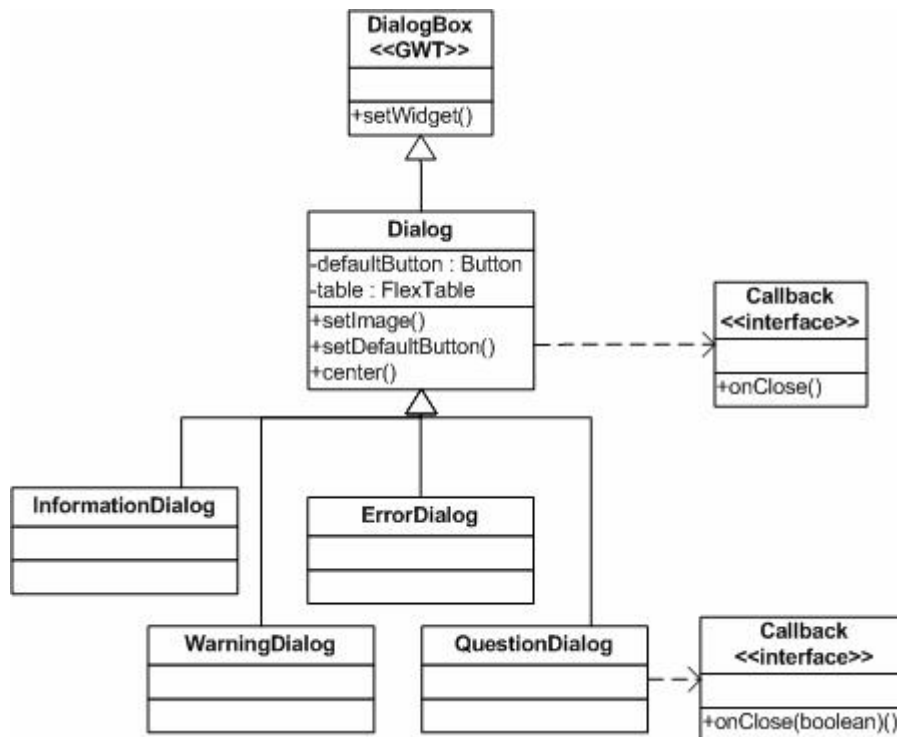 DialogBox
<<GWT>>
+setWidget()
Dialog
-defaultButton : Button
-table : FlexTable
+setImage()
+setDefaultButton()
+center()
Callback
<<interface>>
+onClose()
InformationDialog
ErrorDialog
WarningDialog
QuestionDialog
Callback
<<interface>>
+onClose(boolean)()